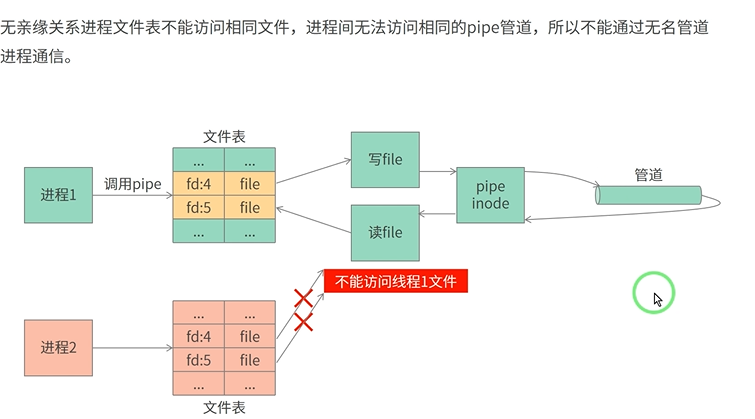 无亲缘关系进程文件表不能访问相同文件，进程间无法访问相同的pipe管道，所以不能通过无名管道
进程通信。
文件表
... ...
进程1
调用pipe
fd:4 file
fd:5 file
... ...
写file
读file
pipe
inode
管道
不能访问线程1文件
进程2
... ...
fd:4 file
fd:5 file
... ...
文件表